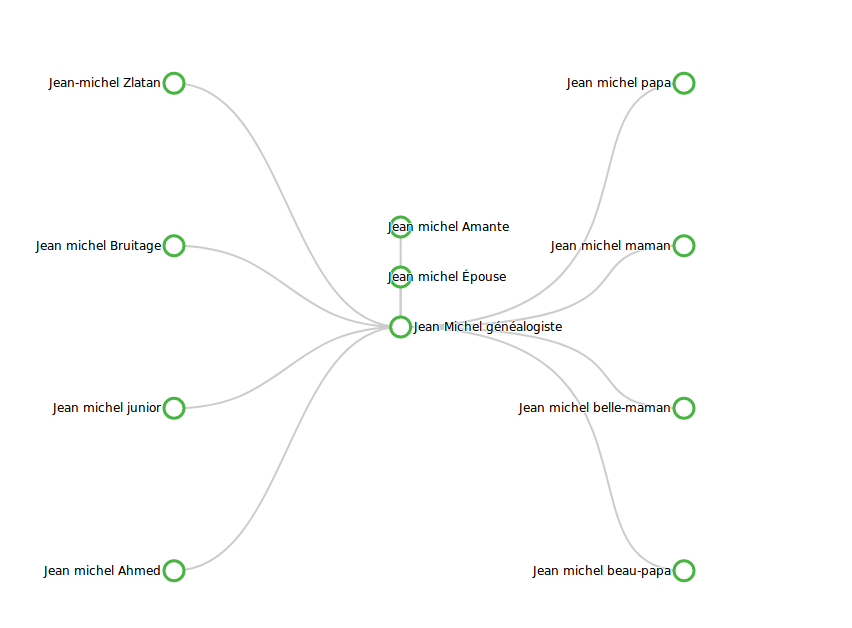 Jean-michel Zlatan
Jean michel papa
Jean michel Amante
Jean michel Bruitage
Jean michel maman
Jean michel Épouse
Jean Michel généalogiste
Jean michel junior
Jean michel belle-maman
Jean michel Ahmed
Jean michel beau-papa